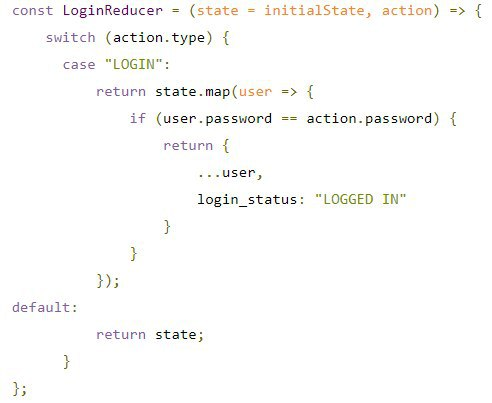 const LoginReducer = (state = initialState, action) => {
    switch (action.type) {
      case "LOGIN":
          return state.map(user => {
              if (user.password == action.password) {
                  return {
                      ...user,
                      login_status: "LOGGED IN"
                  }
              }
          });
default:
          return state;
      }
};